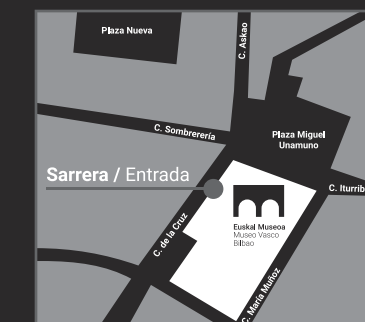 Plaza Nueva
C. Askao
C. Sombrerería
Plaza Miguel
Unamuno
Sarrera / Entrada
C. Iturrib
Euskal Museoa
Museo Vasco
Bilbao
C. de la Cruz
C. María Muñoz